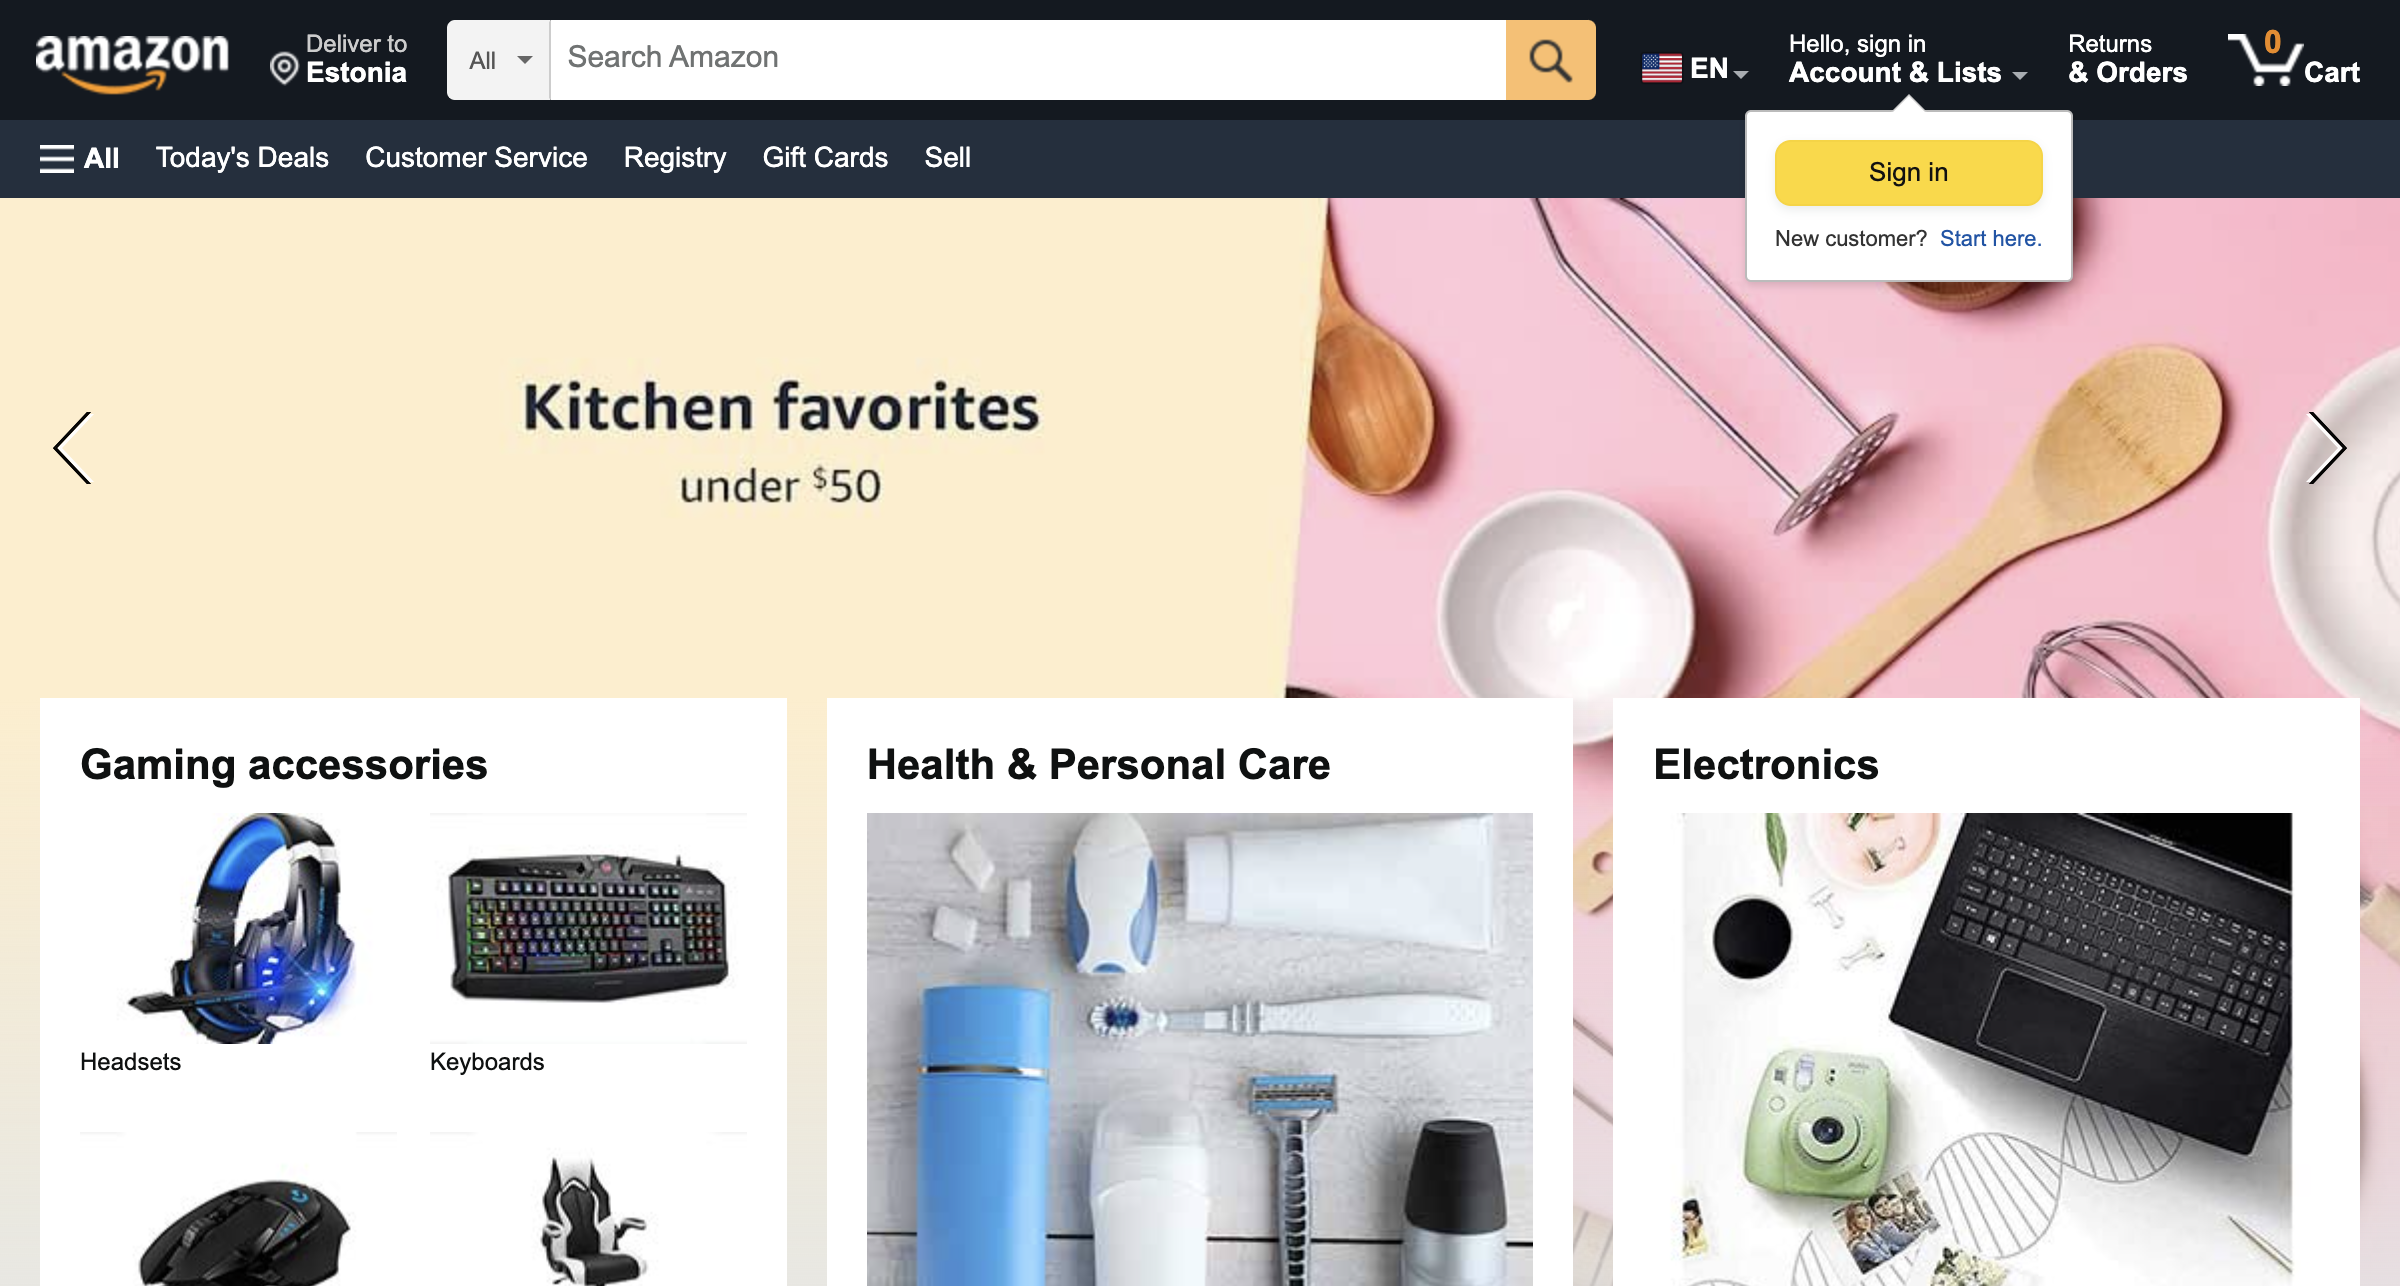 amazon
Deliver to
Estonia
All
Search Amazon
EN
Hello, sign in
Account & Lists
Returns
& Orders
0
Cart
All
Today's Deals
Customer Service
Registry
Gift Cards
Sell
Sign in
New customer? Start here.
Kitchen favorites
under $50
Gaming accessories
Health & Personal Care
Electronics
Headsets
Keyboards